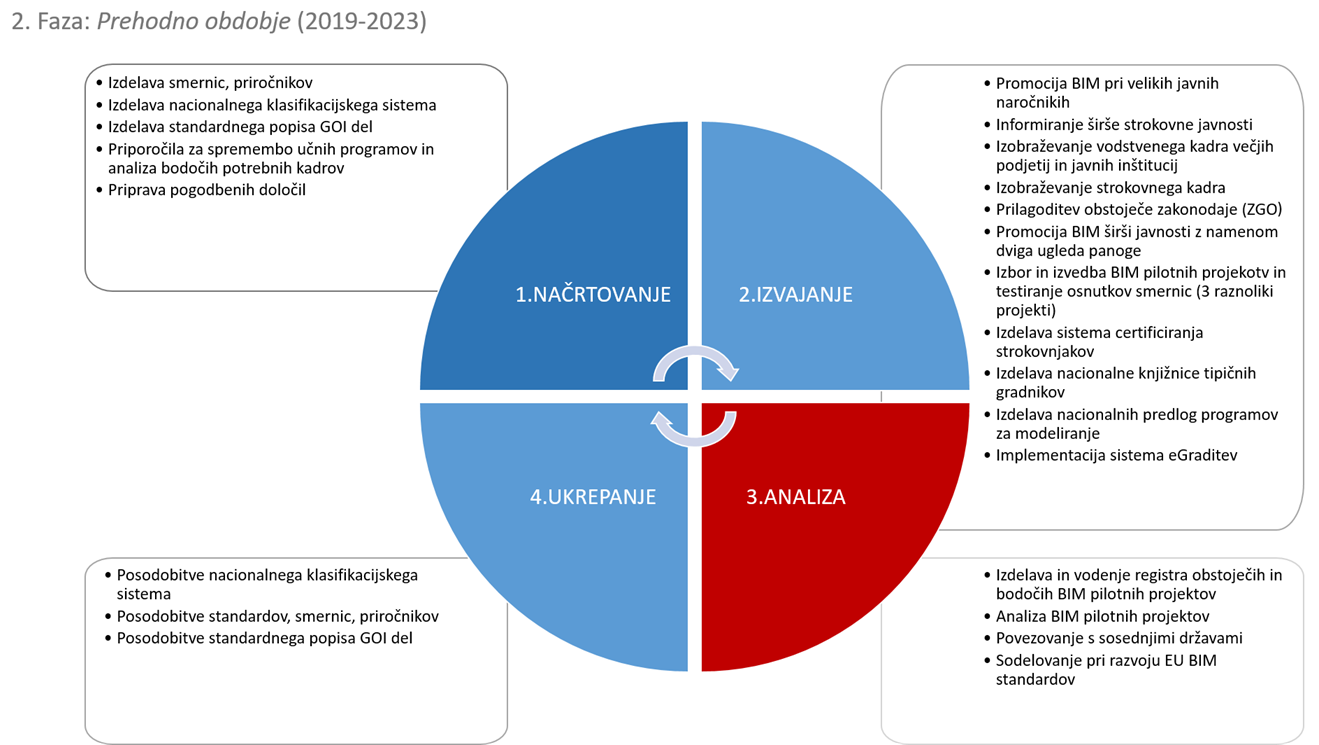 2. Faza: Prehodno obdobje (2019-2023)
• Izdelava smernic, priročnikov
• Izdelava nacionalnega klasifikacijskega sistema
• Izdelava standardnega popisa GOI del
• Priporočila za spremembo učnih programov in
analiza bodočih potrebnih kadrov
• Priprava pogodbenih določil
• Promocija BIM pri velikih javnih
naročnikih
• Informiranje širše strokovne javnosti
• Izobraževanje vodstvenega kadra večjih
podjetij in javnih inštitucij
• Izobraževanje strokovnega kadra
• Prilagoditev obstoječe zakonodaje (ZGO)
• Promocija BIM širši javnosti z namenom
dviga ugleda panoge
• Izbor in izvedba BIM pilotnih projekotv in
testiranje osnutkov smernic (3 raznoliki
projekti)
• Izdelava sistema certificiranja
strokovnjakov
• Izdelava nacionalne knjižnice tipičnih
gradnikov
• Izdelava nacionalnih predlog programov
za modeliranje
• Implementacija sistema eGraditev
1.NAČRTOVANJE
2.IZVAJANJE
4.UKREPANJE
3.ANALIZA
• Posodobitve nacionalnega klasifikacijskega
sistema
• Posodobitve standardov, smernic, priročnikov
• Posodobitve standardnega popisa GOI del
• Izdelava in vodenje registra obstoječih in
bodočih BIM pilotnih projektov
• Analiza BIM pilotnih projektov
• Povezovanje s sosednjimi državami
• Sodelovanje pri razvoju EU BIM
standardov